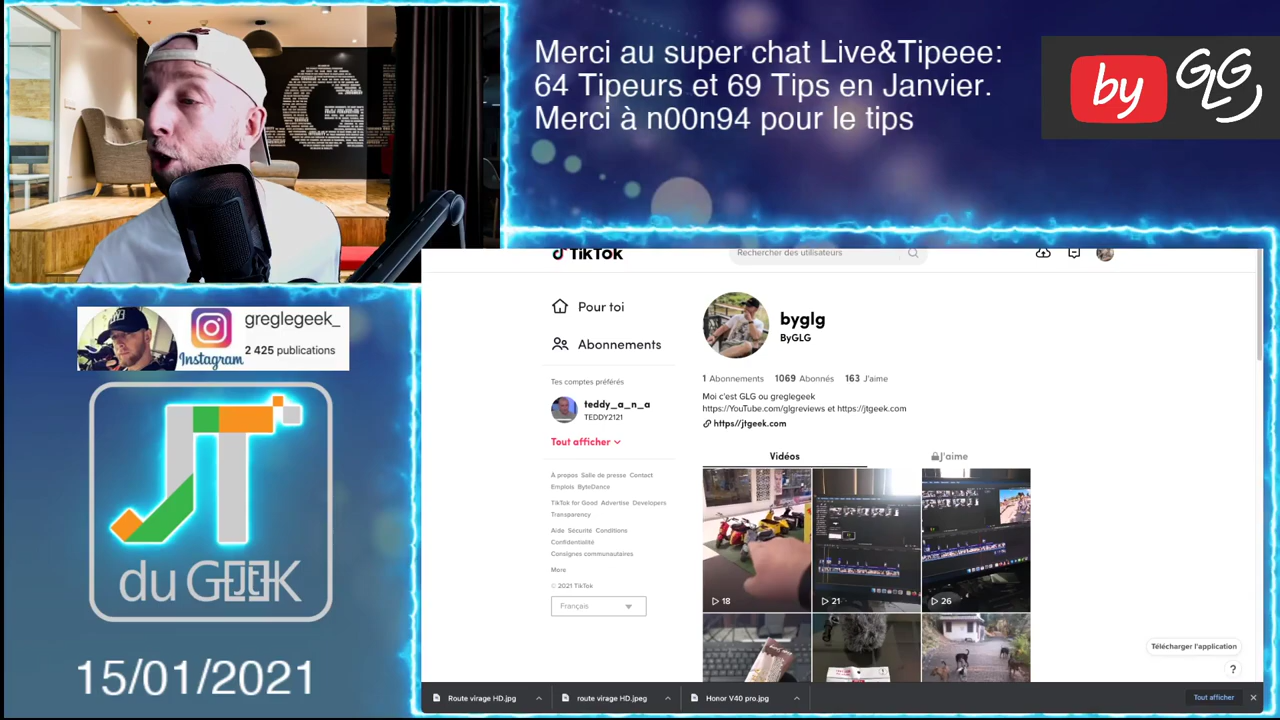 Merci au super chat Live&Tipeee:
64 Tipeurs et 69 Tips en Janvier.
Merci à n00n94 pour e tips
by GLG
greglegeek_
Instagram
2 425 publications
JT
du GEEK
15/01/2021
TikTok
Rechercher des utilisateurs
Pour toi
Abonnements
Tes comptes préférés
teddy_a_n_a
TEDDY2121
Tout afficher
À propos Salle de presse Contact
Emplois ByteDance
TikTok for Good Advertise Developers
Transparency
Aide Sécurité Conditions
Confidentialité
Consignes communautaires
More
© 2021 TikTok
Français
byglg
ByGLG
1 Abonnements 1069 Abonnés 163 J'aime
Moi c'est GLG ou greglegeek
https://YouTube.com/glgreviews et https://jtgeek.com
https//jtgeek.com
Vidéos J'aime
18 21 26
Télécharger l'application
?
Route virage HD.jpg route virage HD.jpeg Honor V40 pro.jpg Tout afficher